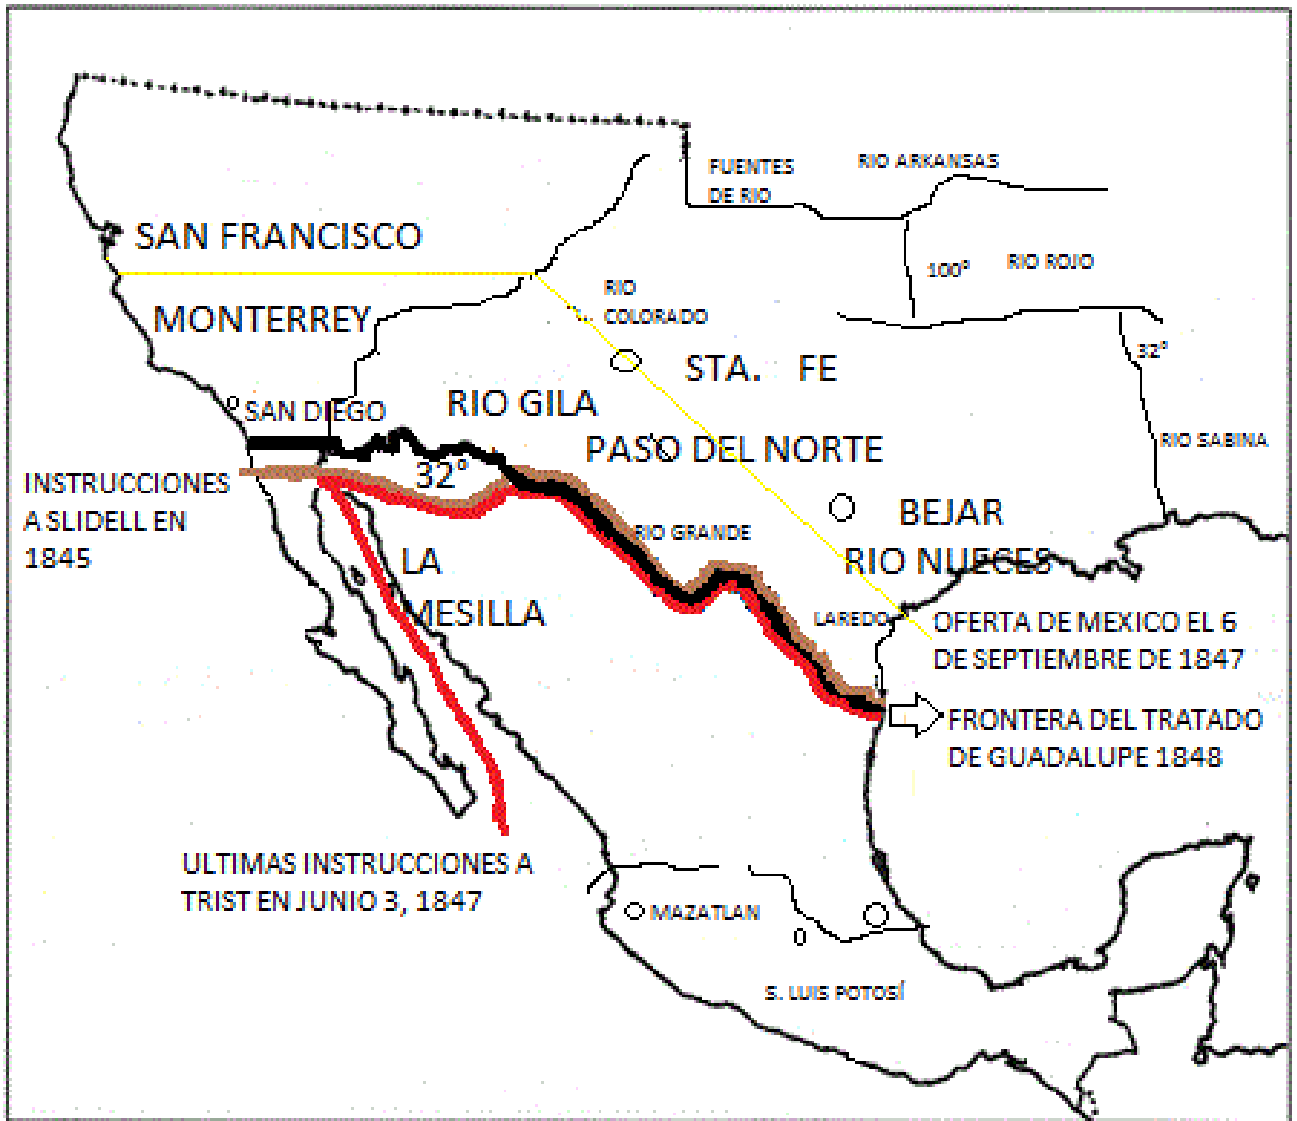 FUENTES
DE RIO
RIO ARKANSAS
SAN FRANCISCO
100°
RIO ROJO
RIO
COLORADO
MONTERREY
32°
STA. FE
SAN DIEGO
RIO GILA
RIO SABINA
PASO DEL NORTE
32°
INSTRUCCIONES
A SLIDELL EN
1845
BEJAR
RIO GRANDE
RIO NUECES
LA
MESILLA
LAREDO
OFERTA DE MEXICO EL 6
DE SEPTIEMBRE DE 1847
FRONTERA DEL TRATADO
DE GUADALUPE 1848
ULTIMAS INSTRUCCIONES A
TRIST EN JUNIO 3, 1847
MAZATLAN
S. LUIS POTOSÍ